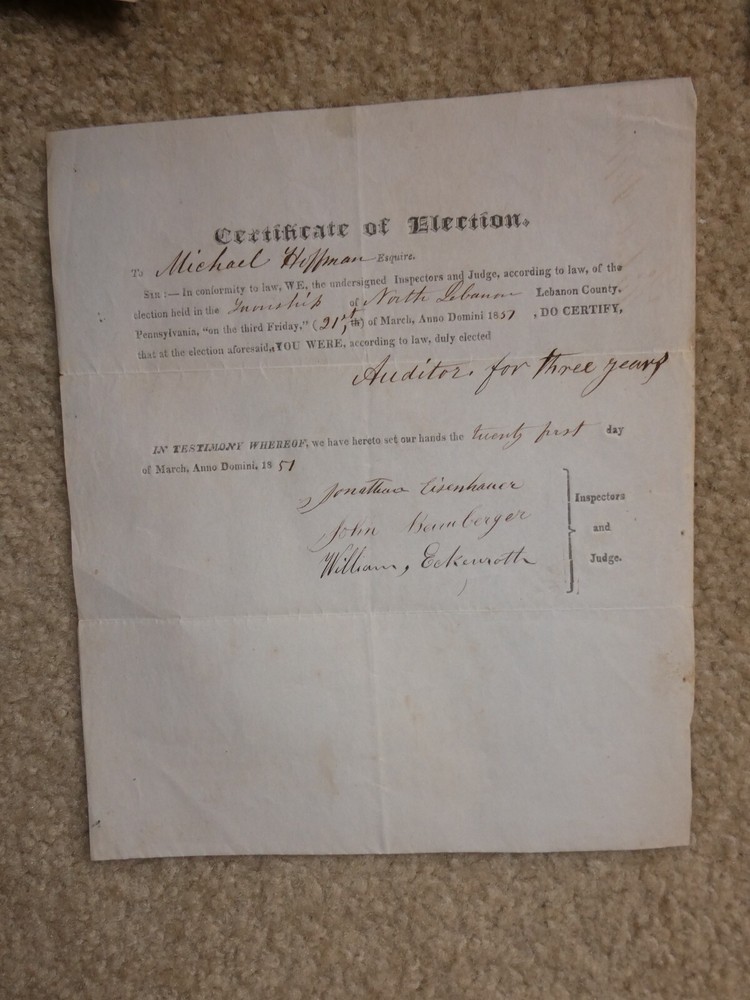 Certificate of Election.
To Michael Hoffman Esquire.
SIR :— In conformity to law, WE, the undersigned Inspectors and Judge, according to law, of the
election held in the Township of North Lebanon Lebanon County,
Pennsylvania, "on the third Friday," (21st, th) of March, Anno Domini 1851 , DO CERTIFY,
that at the election aforesaid, YOU WERE, according to law, duly elected
Auditor for three years
IN TESTIMONY WHEREOF, we have hereto set our hands the twenty first day
of March, Anno Domini, 1851
Jonathan Eisenhauer
John
William, Eckenroth
Inspectors
and
Judge.